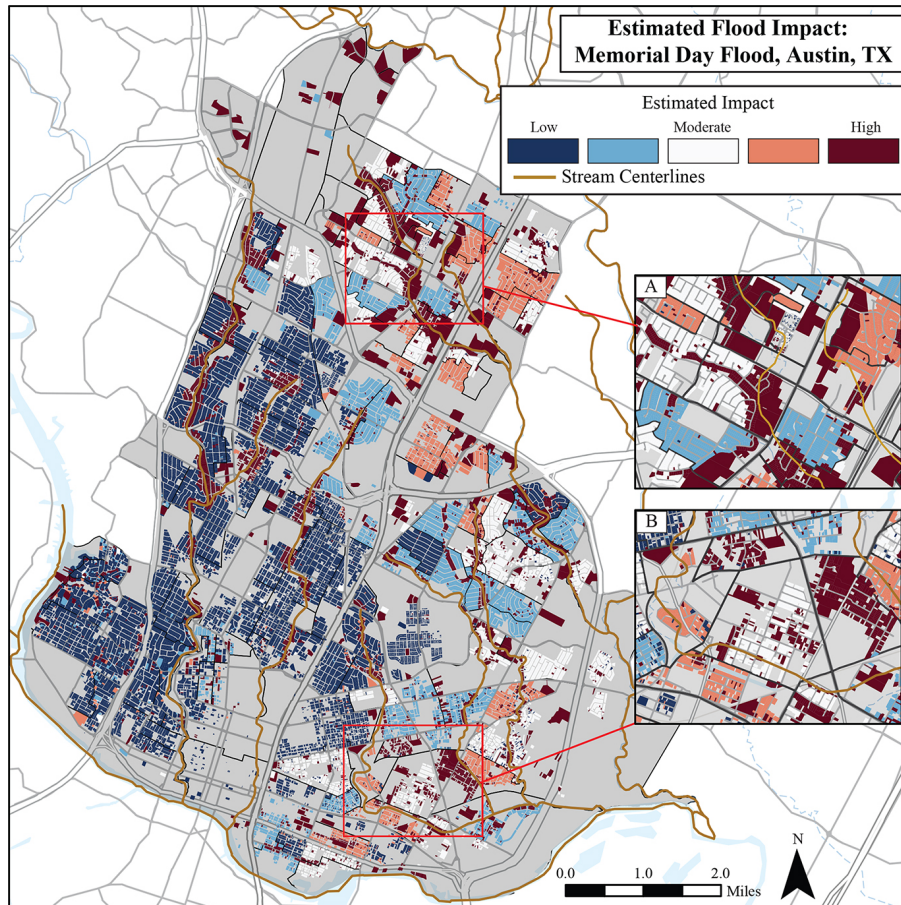 Estimated Flood Impact:
Memorial Day Flood, Austin, TX
Estimated Impact
Low Moderate High
Stream Centerlines
A
B
N
0.0 1.0 2.0
Miles